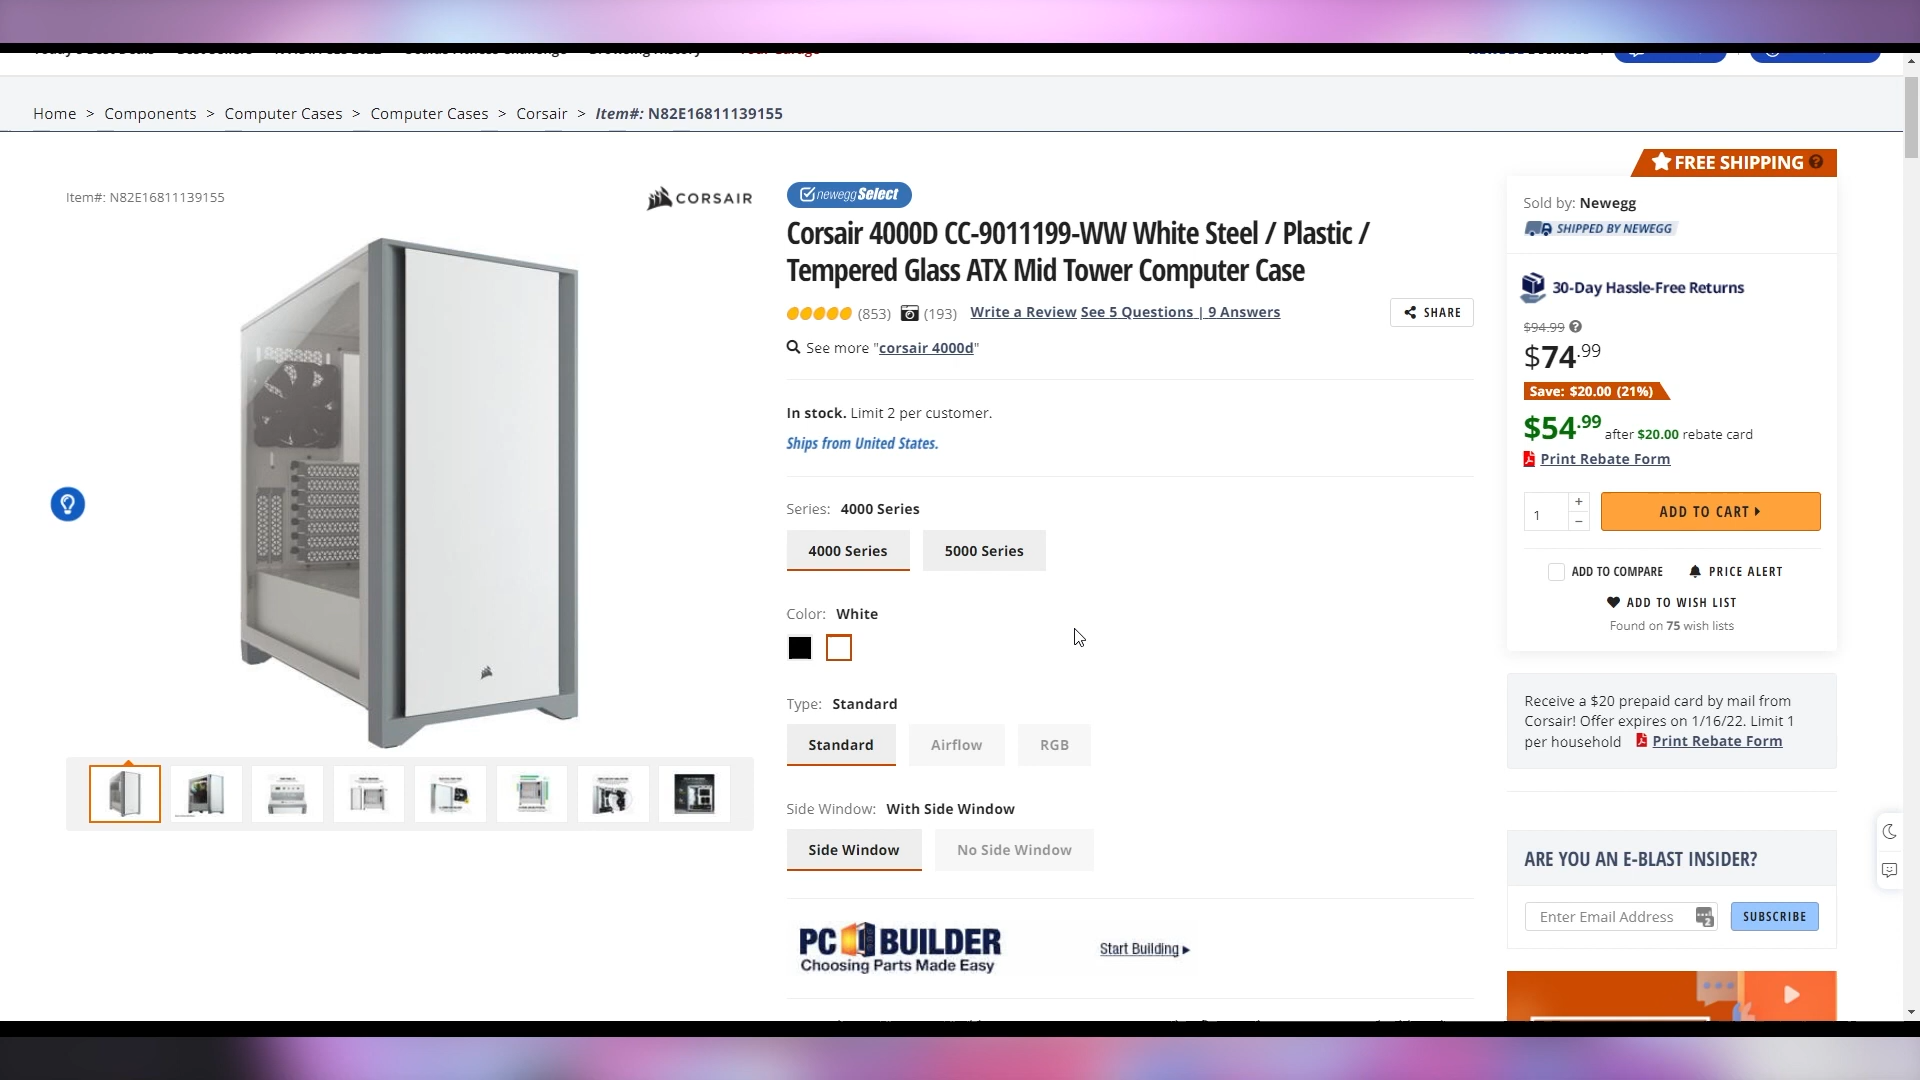 Home > Components > Computer Cases > Computer Cases > Corsair > Item#: N82E16811139155
FREE SHIPPING
Item#: N82E16811139155
CORSAIR
newegg Select
Corsair 4000D CC-9011199-WW White Steel / Plastic /
Tempered Glass ATX Mid Tower Computer Case
(853) (193) Write a Review See 5 Questions | 9 Answers
SHARE
See more "corsair 4000d"
In stock. Limit 2 per customer.
Ships from United States.
Series: 4000 Series
4000 Series 5000 Series
Color: White
Type: Standard
Standard Airflow RGB
Side Window: With Side Window
Side Window No Side Window
PC BUILDER
Choosing Parts Made Easy
Start Building
Sold by: Newegg
SHIPPED BY NEWEGG
30-Day Hassle-Free Returns
$94.99
$74.99
Save: $20.00 (21%)
$54.99 after $20.00 rebate card
Print Rebate Form
1 + −
ADD TO CART
ADD TO COMPARE PRICE ALERT
ADD TO WISH LIST
Found on 75 wish lists
Receive a $20 prepaid card by mail from
Corsair! Offer expires on 1/16/22. Limit 1
per household Print Rebate Form
ARE YOU AN E-BLAST INSIDER?
Enter Email Address SUBSCRIBE